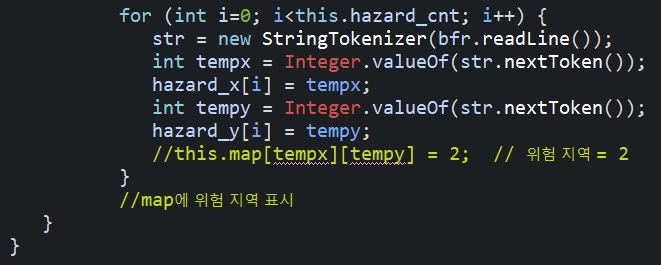 for (int i=0; i<this.hazard_cnt; i++) {
str = new StringTokenizer(bfr.readLine());
int tempx = Integer.valueOf(str.nextToken());
hazard_x[i] = tempx;
int tempy = Integer.valueOf(str.nextToken());
hazard_y[i] = tempy;
//this.map[tempx][tempy] = 2;  // 위험 지역 = 2
}
//map에 위험 지역 표시
}
}